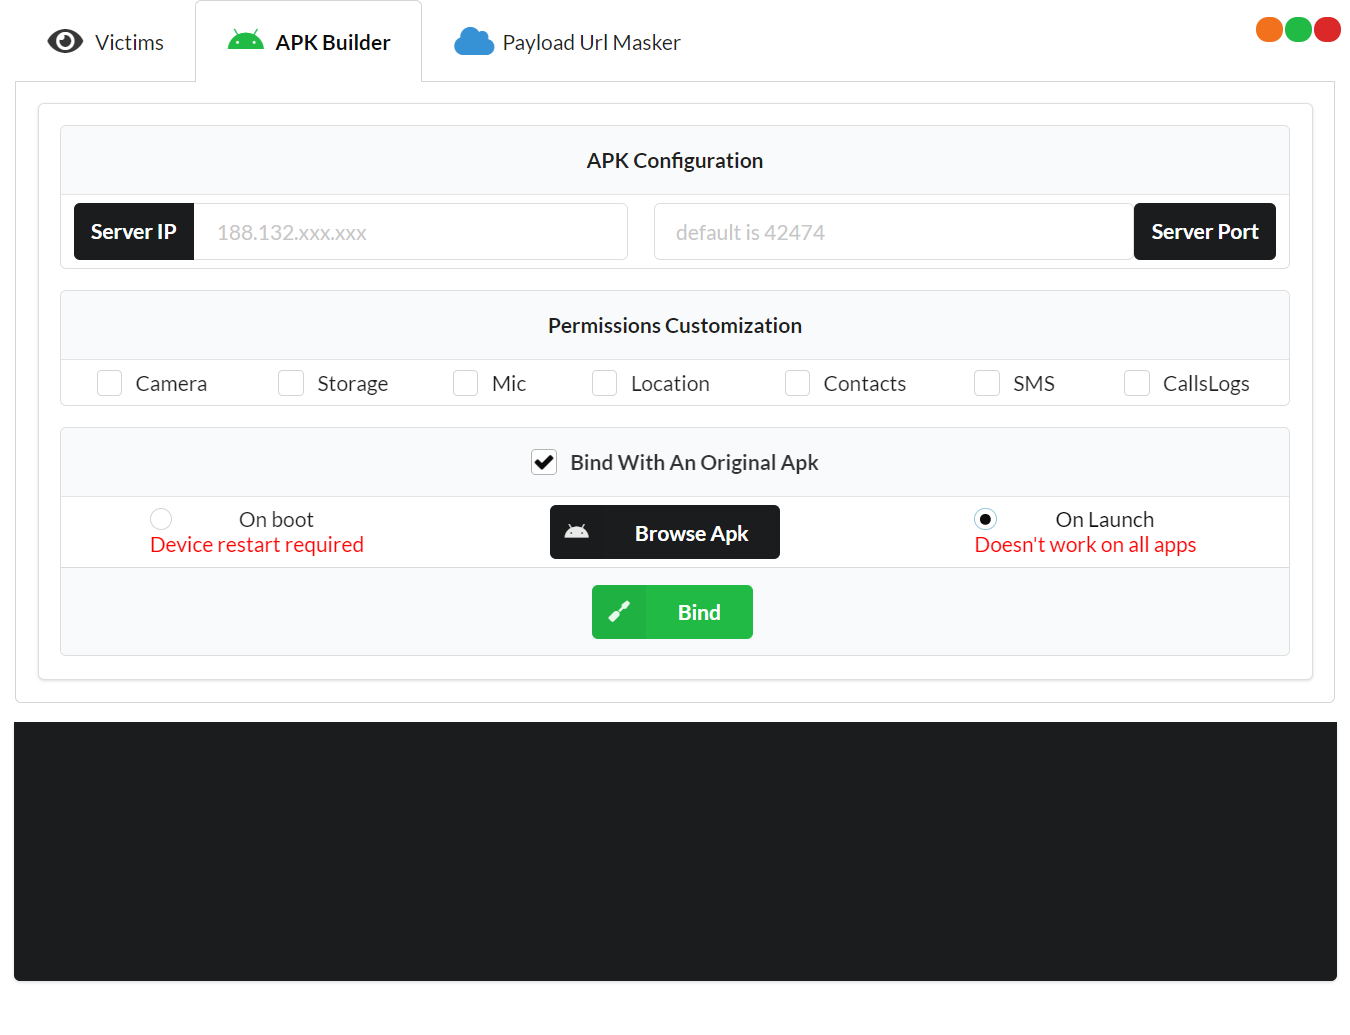 Victims
APK Builder
Payload Url Masker
APK Configuration
Server IP
188.132.xxx.xxx
default is 42474
Server Port
Permissions Customization
Camera
Storage
Mic
Location
Contacts
SMS
CallsLogs
Bind With An Original Apk
On boot
Device restart required
Browse Apk
On Launch
Doesn't work on all apps
Bind